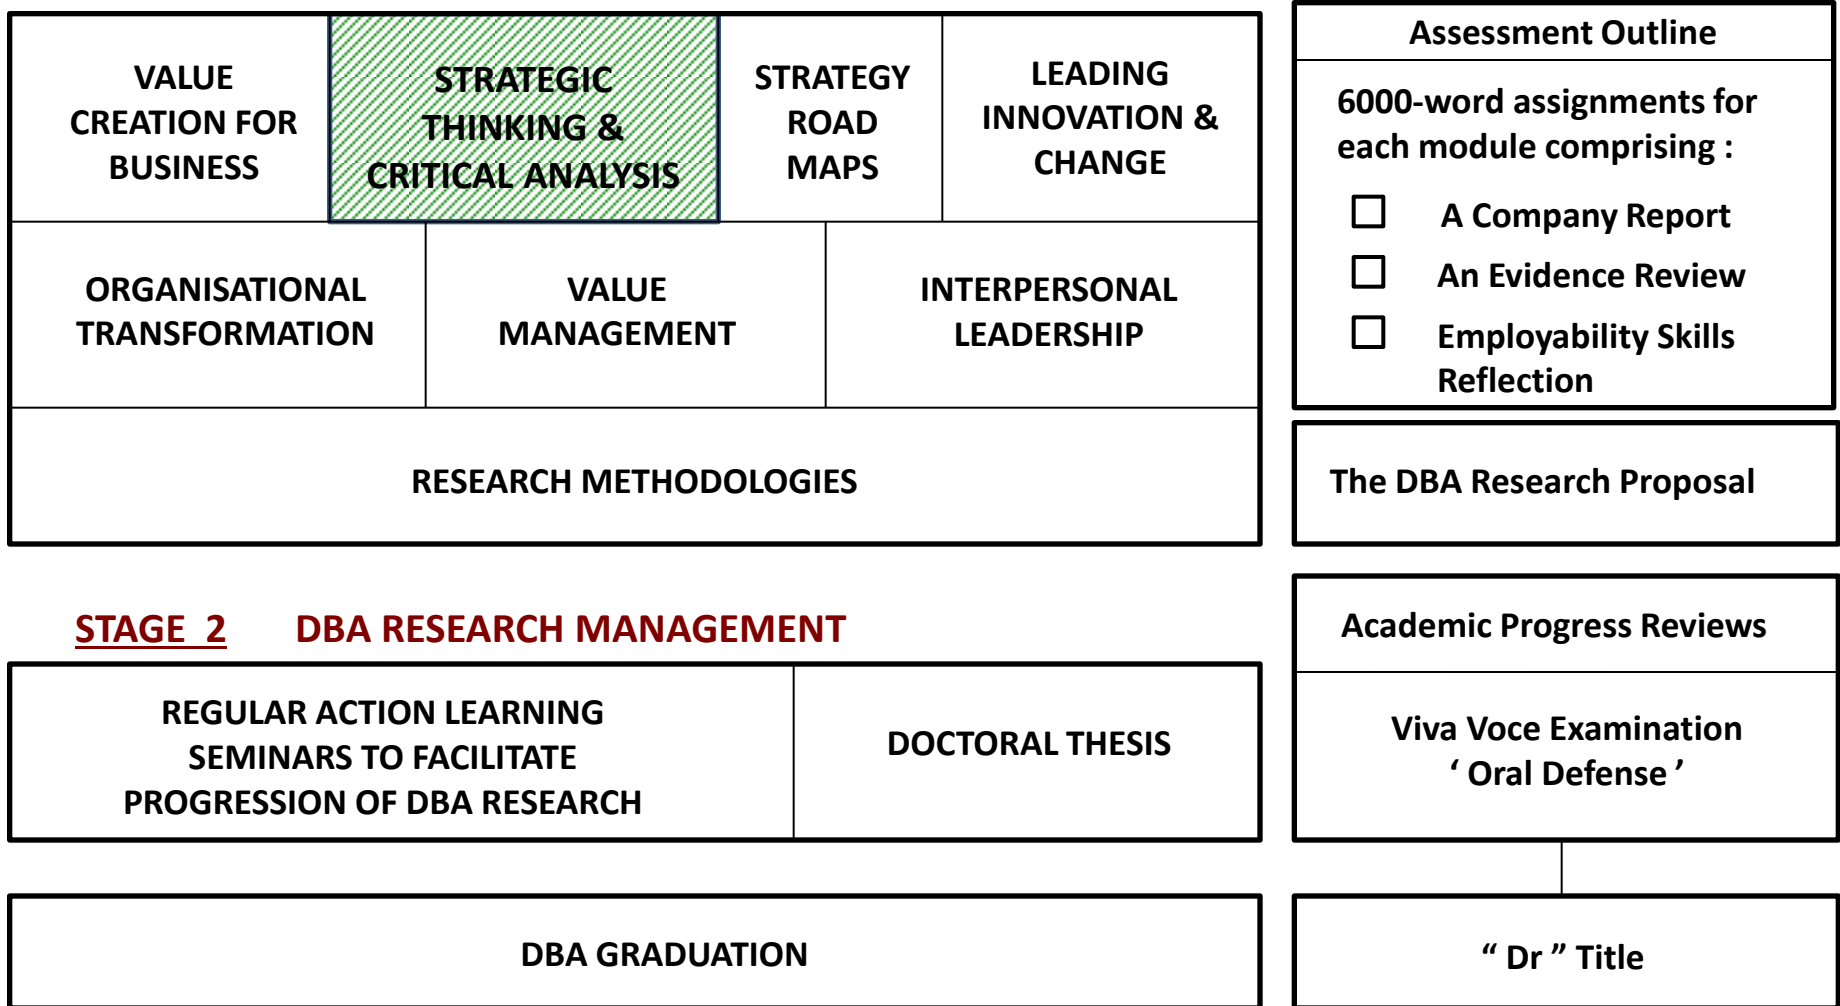 VALUE
CREATION FOR
BUSINESS
STRATEGIC
THINKING &
CRITICAL ANALYSIS
STRATEGY
ROAD
MAPS
LEADING
INNOVATION &
CHANGE
ORGANISATIONAL
TRANSFORMATION
VALUE
MANAGEMENT
INTERPERSONAL
LEADERSHIP
RESEARCH METHODOLOGIES
Assessment Outline
6000-word assignments for
each module comprising :
A Company Report
An Evidence Review
Employability Skills
Reflection
The DBA Research Proposal
STAGE 2 DBA RESEARCH MANAGEMENT
REGULAR ACTION LEARNING
SEMINARS TO FACILITATE
PROGRESSION OF DBA RESEARCH
DOCTORAL THESIS
Academic Progress Reviews
Viva Voce Examination
‘ Oral Defense ’
DBA GRADUATION
“ Dr ” Title